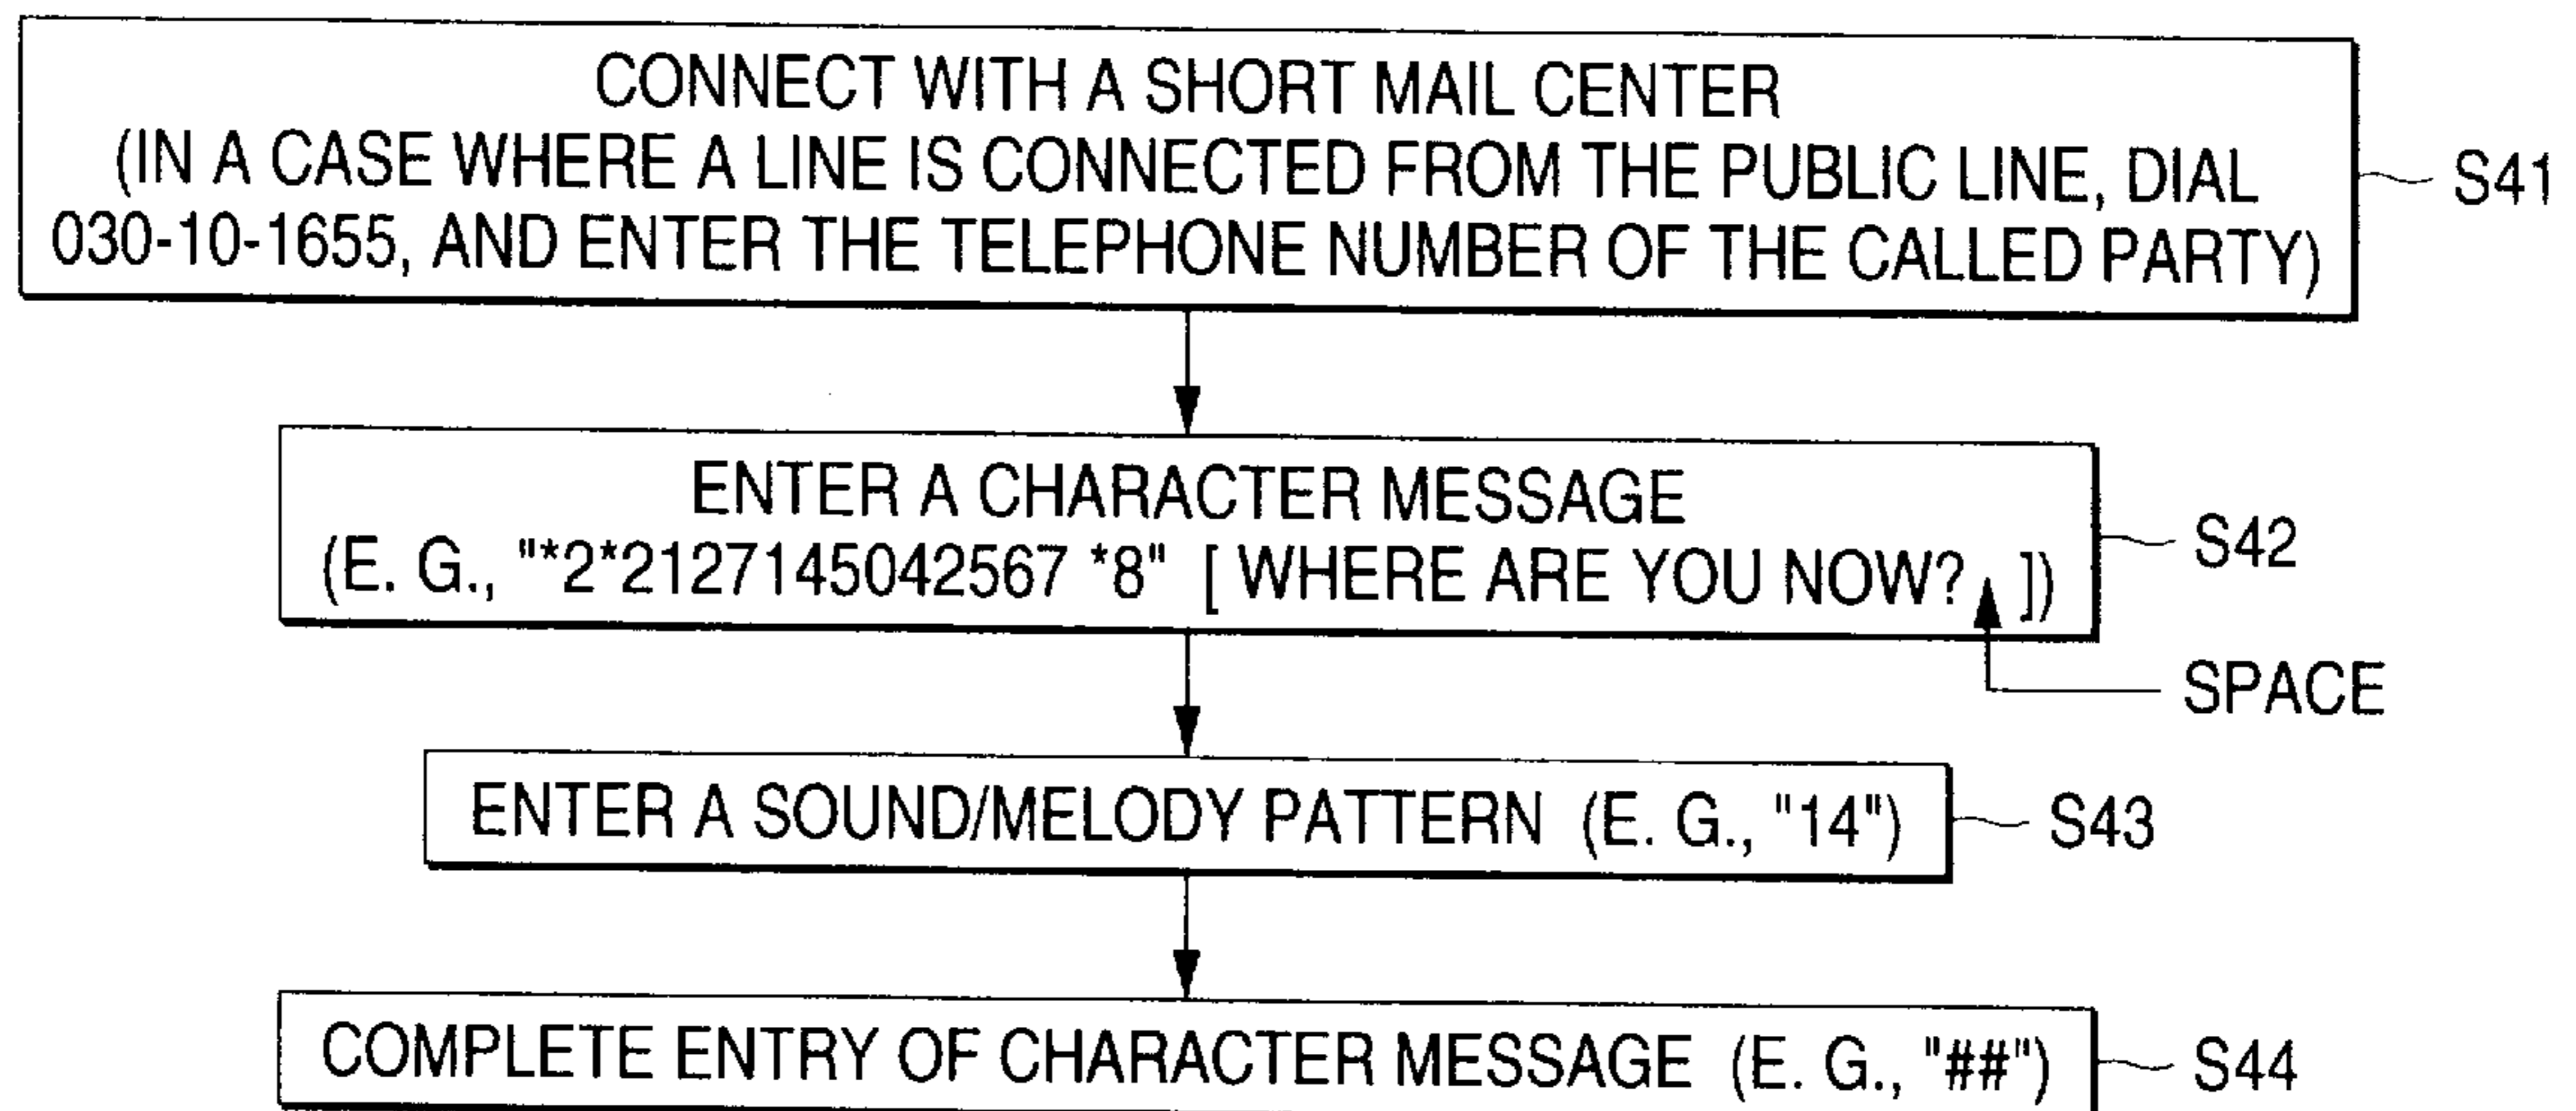 CONNECT WITH A SHORT MAIL CENTER
(IN A CASE WHERE A LINE IS CONNECTED FROM THE PUBLIC LINE, DIAL
030-10-1655, AND ENTER THE TELEPHONE NUMBER OF THE CALLED PARTY)
S41
ENTER A CHARACTER MESSAGE
(E. G., "*2*2127145042567 *8" [ WHERE ARE YOU NOW? ])
S42
SPACE
ENTER A SOUND/MELODY PATTERN (E. G., "14")
S43
COMPLETE ENTRY OF CHARACTER MESSAGE (E. G., "##")
S44